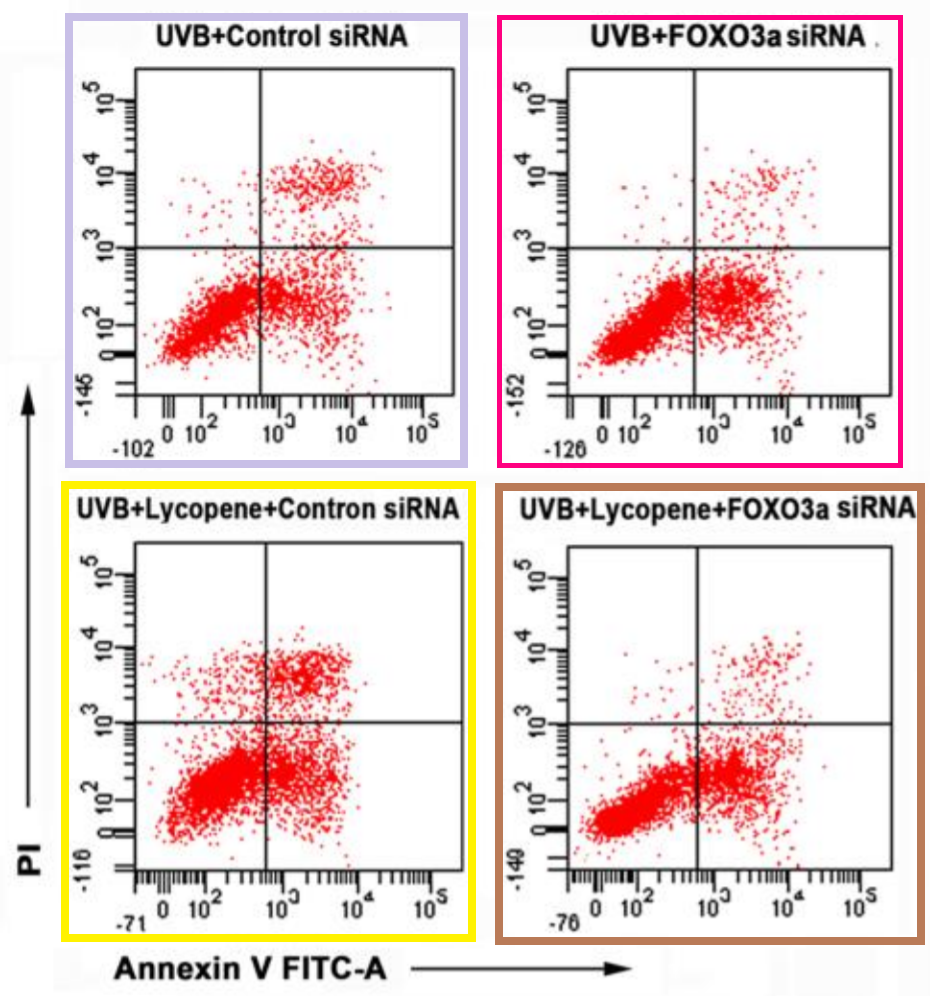 UVB+Control siRNA
UVB+FOXO3a siRNA .
10^5
10^4
10^3
10^2
0
-146
0 10^2 10^3 10^4 10^5
-102
10^5
10^4
10^3
10^2
0
-152
0 10^2 10^3 10^4 10^5
-126
UVB+Lycopene+Contron siRNA
UVB+Lycopene+FOXO3a siRNA
10^5
10^4
10^3
10^2
0
-116
0 10^2 10^3 10^4 10^5
-71
10^5
10^4
10^3
10^2
0
-149
0 10^2 10^3 10^4 10^5
-76
PI
Annexin V FITC-A